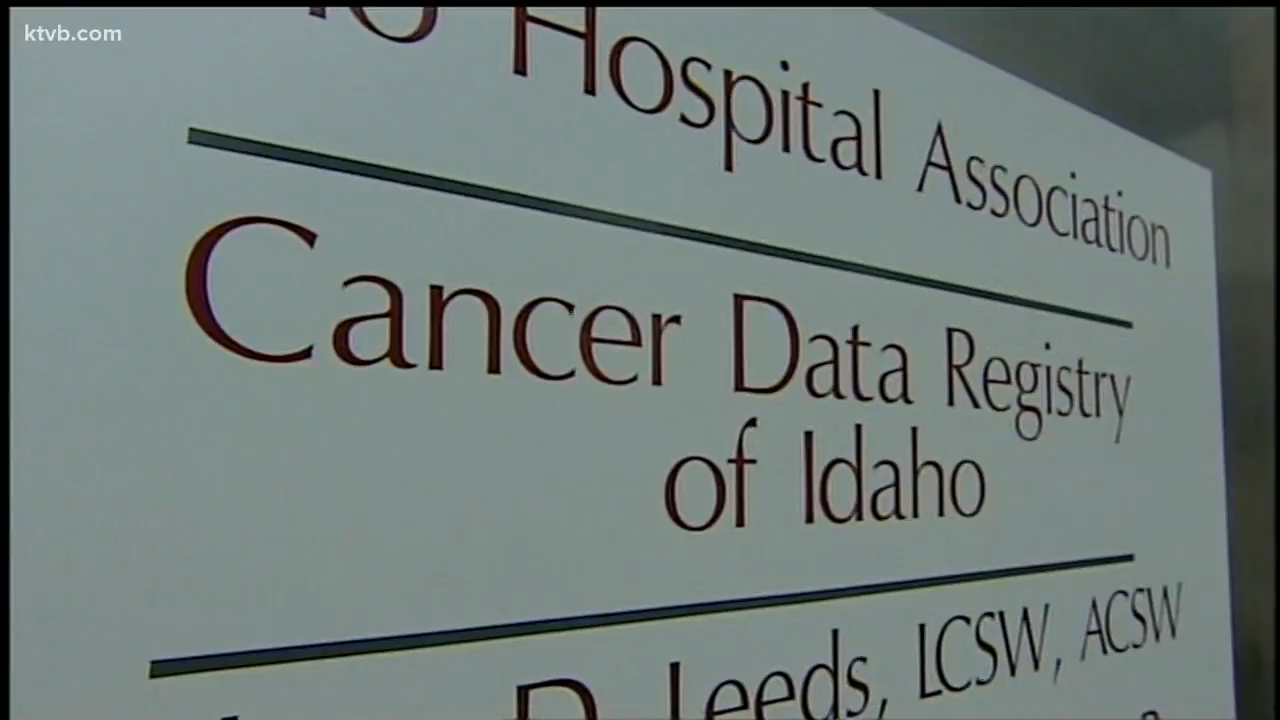 ktvb.com
Hospital Association
Cancer Data Registry
of Idaho
D. Leeds, LCSW, ACSW